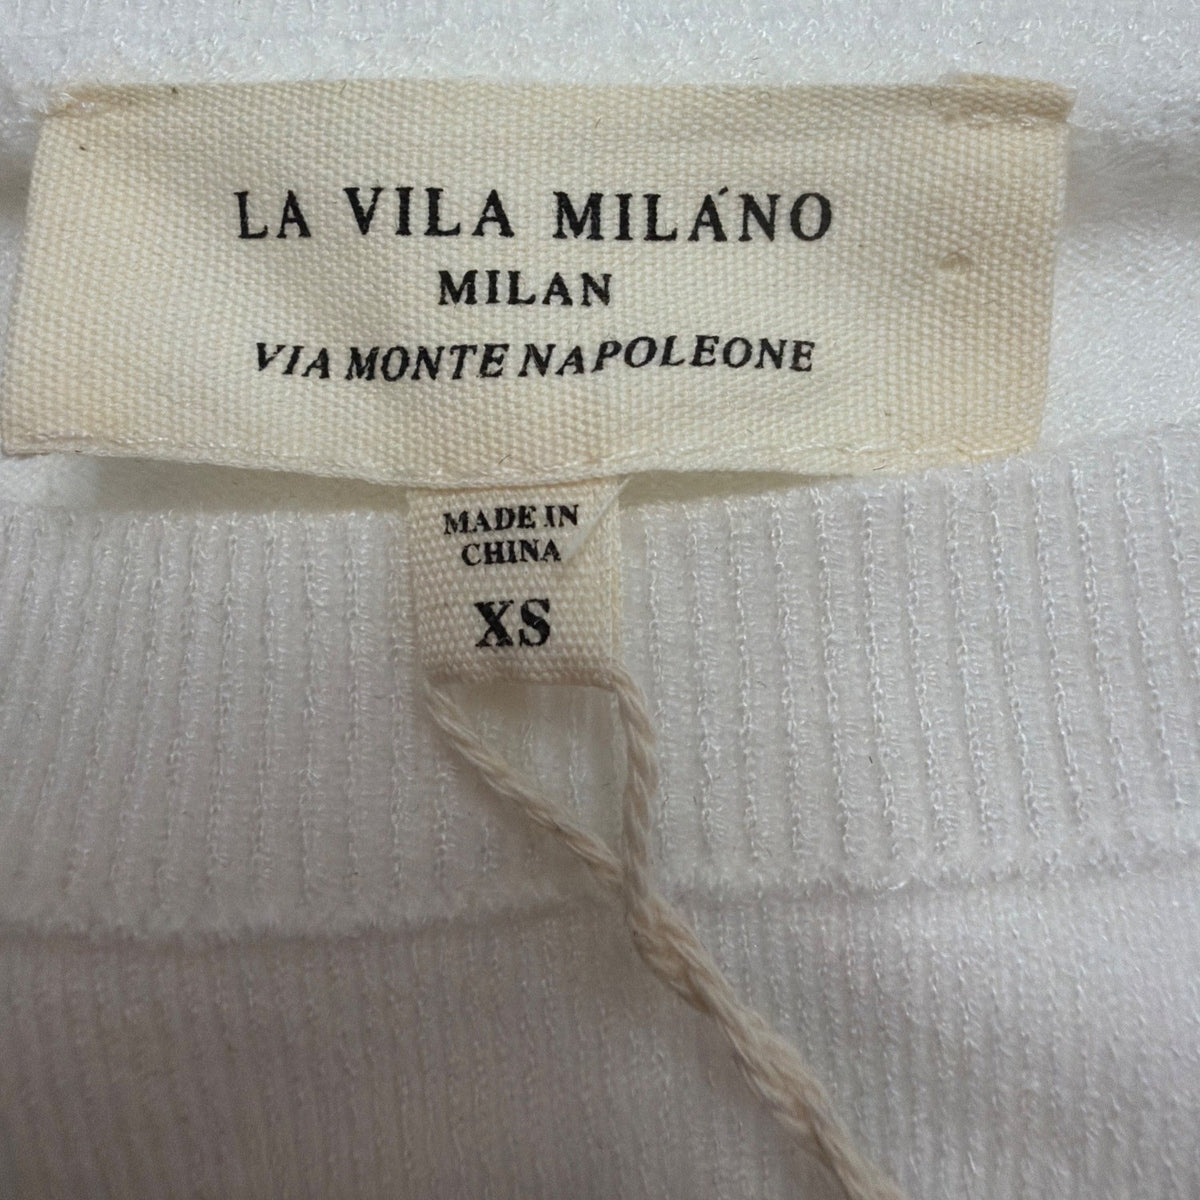 LA VILA MILÁNO
MILAN
VIA MONTE NAPOLEONE
MADE IN
CHINA
XS